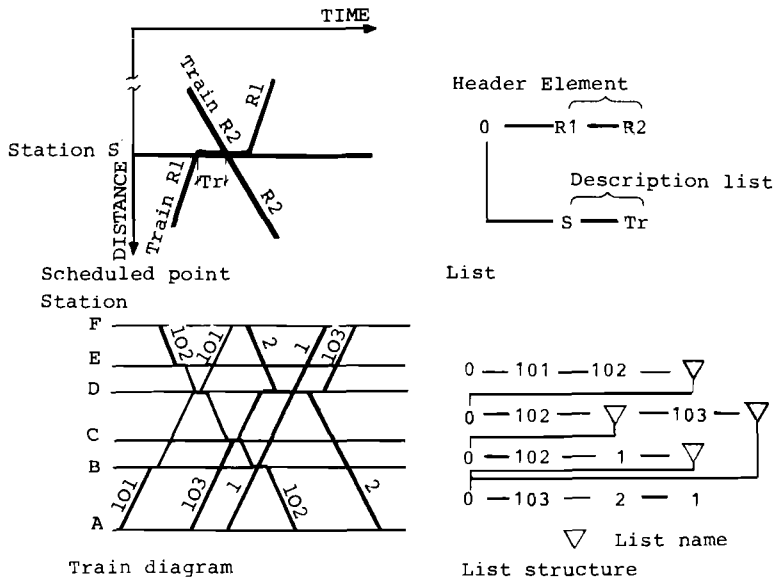 TIME
Train R2
R1
Header Element
0 R1 R2
Station S
Train R1
Tr
R2
DISTANCE
Description list
S Tr
Scheduled point
List
Station
F
102
101
2
1
103
E
D
C
B
A
101
103
1
102
2
0 101 102
0 102 103
0 102 1
0 103 2 1
List name
Train diagram
List structure